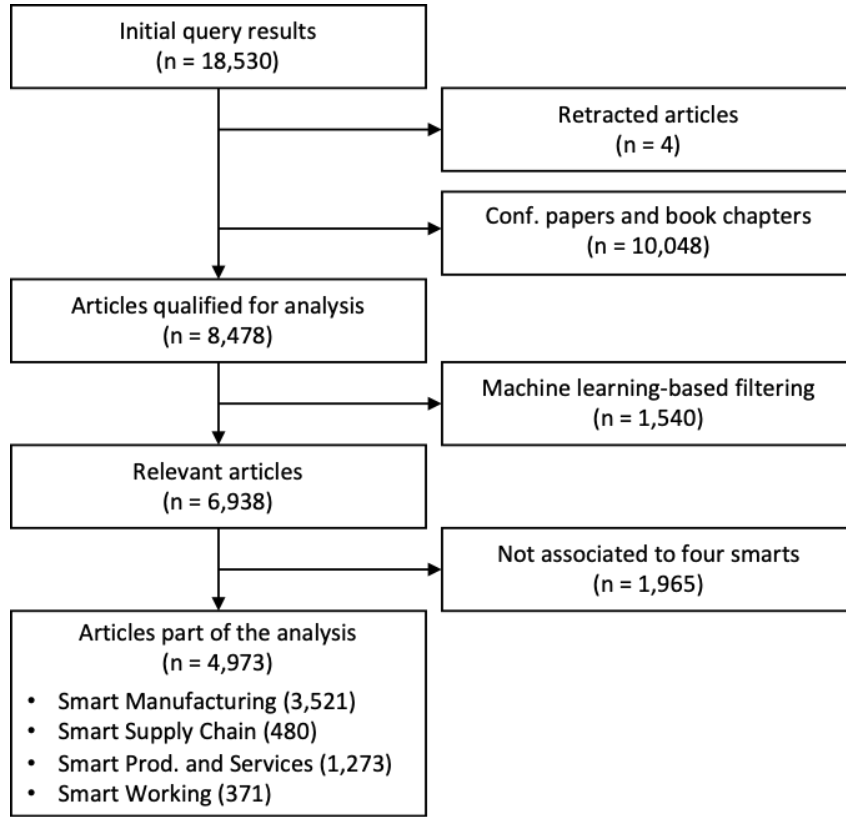 Initial query results
(n = 18,530)
Retracted articles
(n = 4)
Conf. papers and book chapters
(n = 10,048)
Articles qualified for analysis
(n = 8,478)
Machine learning-based filtering
(n = 1,540)
Relevant articles
(n = 6,938)
Not associated to four smarts
(n = 1,965)
Articles part of the analysis
(n = 4,973)
• Smart Manufacturing (3,521)
• Smart Supply Chain (480)
• Smart Prod. and Services (1,273)
• Smart Working (371)